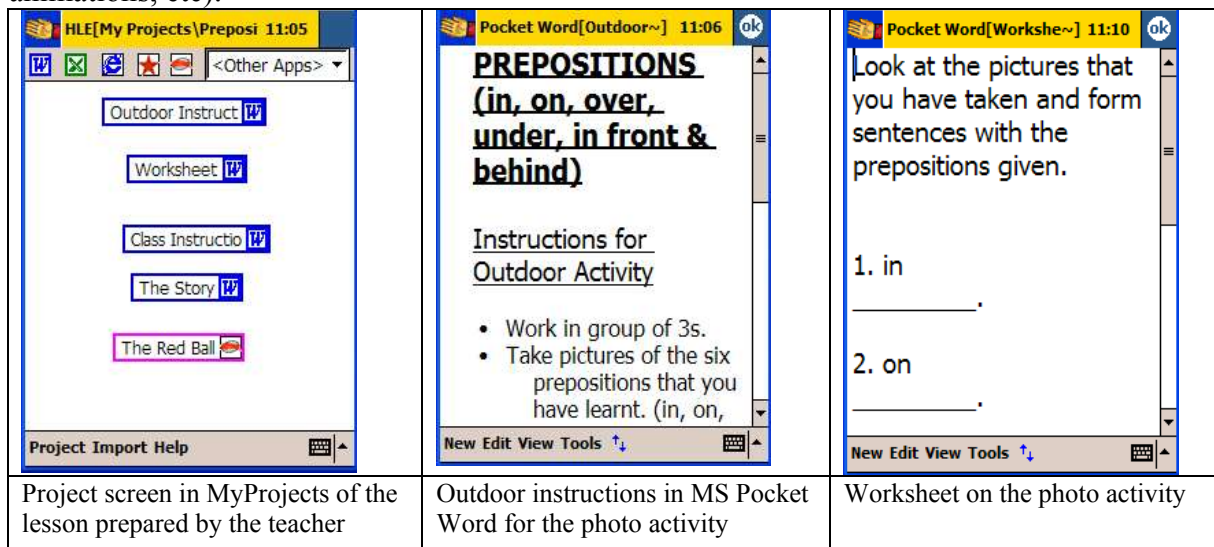 animations, etc).
HLE[My Projects\Preposi 11:05
<Other Apps>
Outdoor Instruct
Worksheet
Class Instructio
The Story
The Red Ball
Project Import Help
Pocket Word[Outdoor~] 11:06 ok
PREPOSITIONS
(in, on, over,
under, in front &
behind)
Instructions for
Outdoor Activity
• Work in group of 3s.
• Take pictures of the six
prepositions that you
have learnt. (in, on,
New Edit View Tools
Pocket Word[Workshe~] 11:10 ok
Look at the pictures that
you have taken and form
sentences with the
prepositions given.
1. in
_________.
2. on
_________.
New Edit View Tools
Project screen in MyProjects of the
lesson prepared by the teacher
Outdoor instructions in MS Pocket
Word for the photo activity
Worksheet on the photo activity